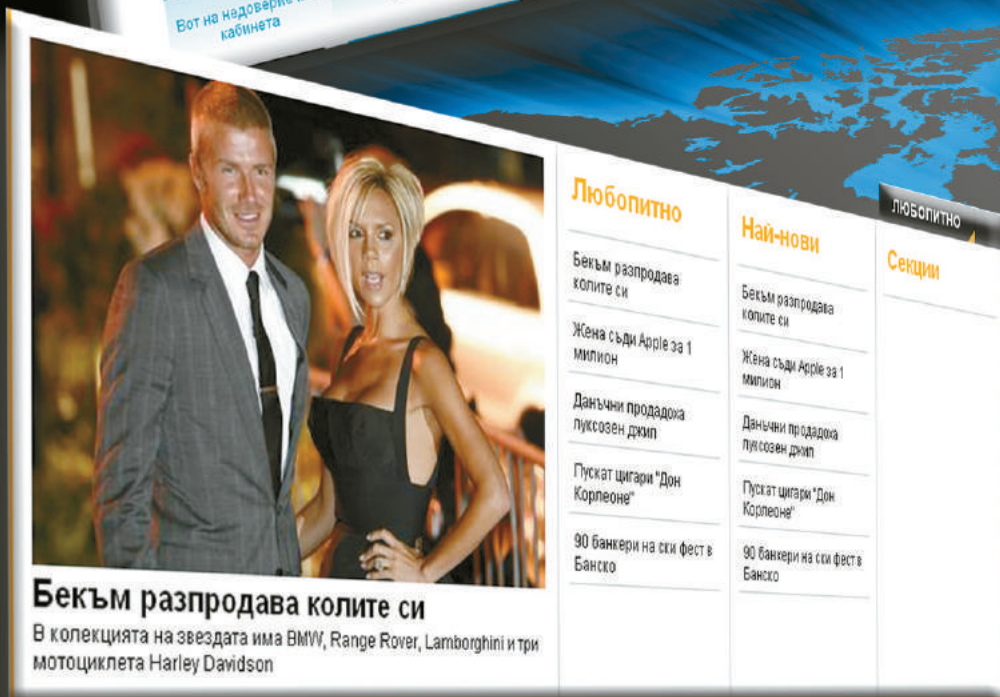 Вот на недоверие
кабинета
Бекъм разпродава колите си
В колекцията на звездата има BMW, Range Rover, Lamborghini и три
мотоциклета Harley Davidson
Любопитно
Бекъм разпродава
колите си
Жена съди Apple за 1
милион
Данъчни продадоха
луксозен джип
Пускат цигари "Дон
Корлеоне"
90 банкери на ски фест в
Банско
Най-нови
Бекъм разпродава
колите си
Жена съди Apple за 1
милион
Данъчни продадоха
луксозен джип
Пускат цигари "Дон
Корлеоне"
90 банкери на ски фест в
Банско
ЛЮБОПИТНО
Секции